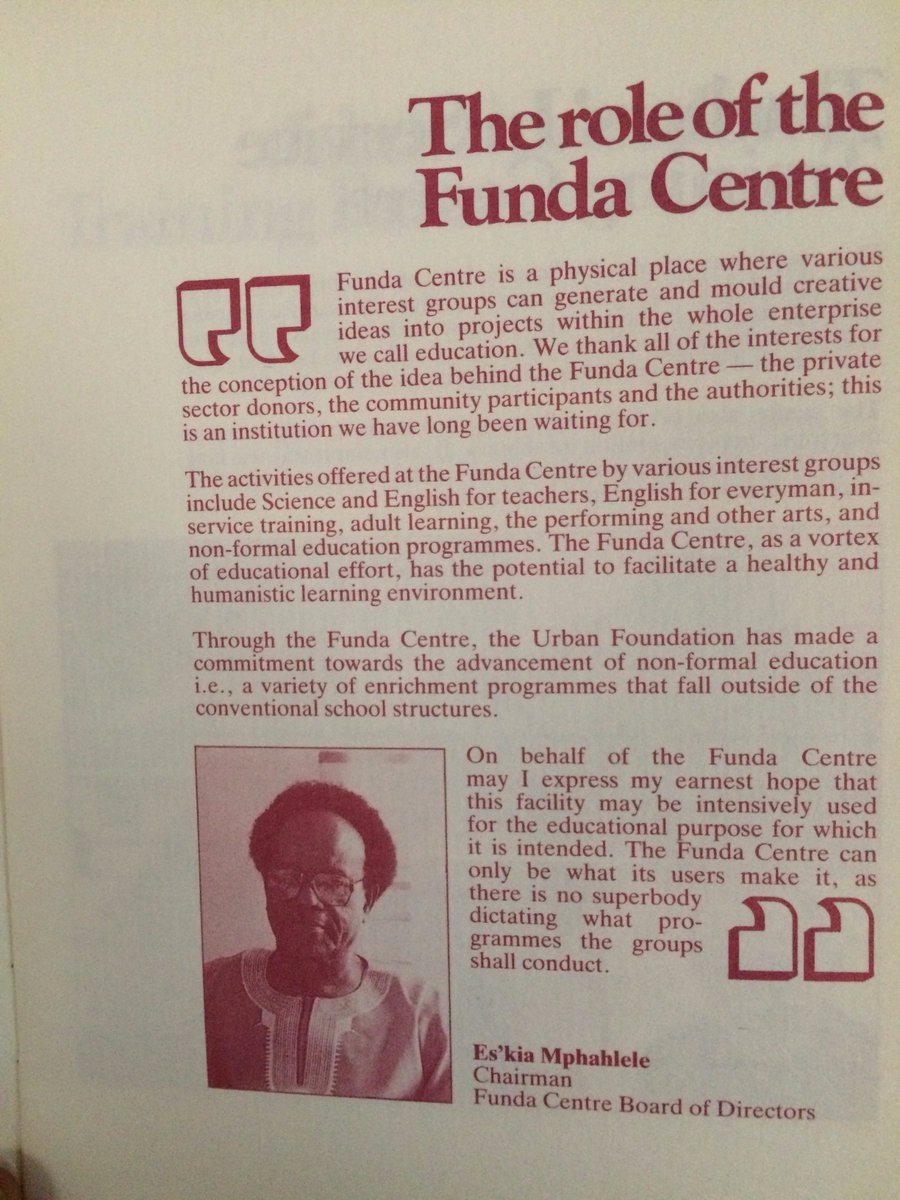 The role of the
Funda Centre
Funda Centre is a physical place where various
interest groups can generate and mould creative
ideas into projects within the whole enterprise
we call education. We thank all of the interests for
the conception of the idea behind the Funda Centre — the private
sector donors, the community participants and the authorities; this
is an institution we have long been waiting for.
The activities offered at the Funda Centre by various interest groups
include Science and English for teachers, English for everyman, in-
service training, adult learning, the performing and other arts, and
non-formal education programmes. The Funda Centre, as a vortex
of educational effort, has the potential to facilitate a healthy and
humanistic learning environment.
Through the Funda Centre, the Urban Foundation has made a
commitment towards the advancement of non-formal education
i.e., a variety of enrichment programmes that fall outside of the
conventional school structures.
On behalf of the Funda Centre
may I express my earnest hope that
this facility may be intensively used
for the educational purpose for which
it is intended. The Funda Centre can
only be what its users make it, as
there is no superbody
dictating what pro-
grammes the groups
shall conduct.
Es'kia Mphahlele
Chairman
Funda Centre Board of Directors